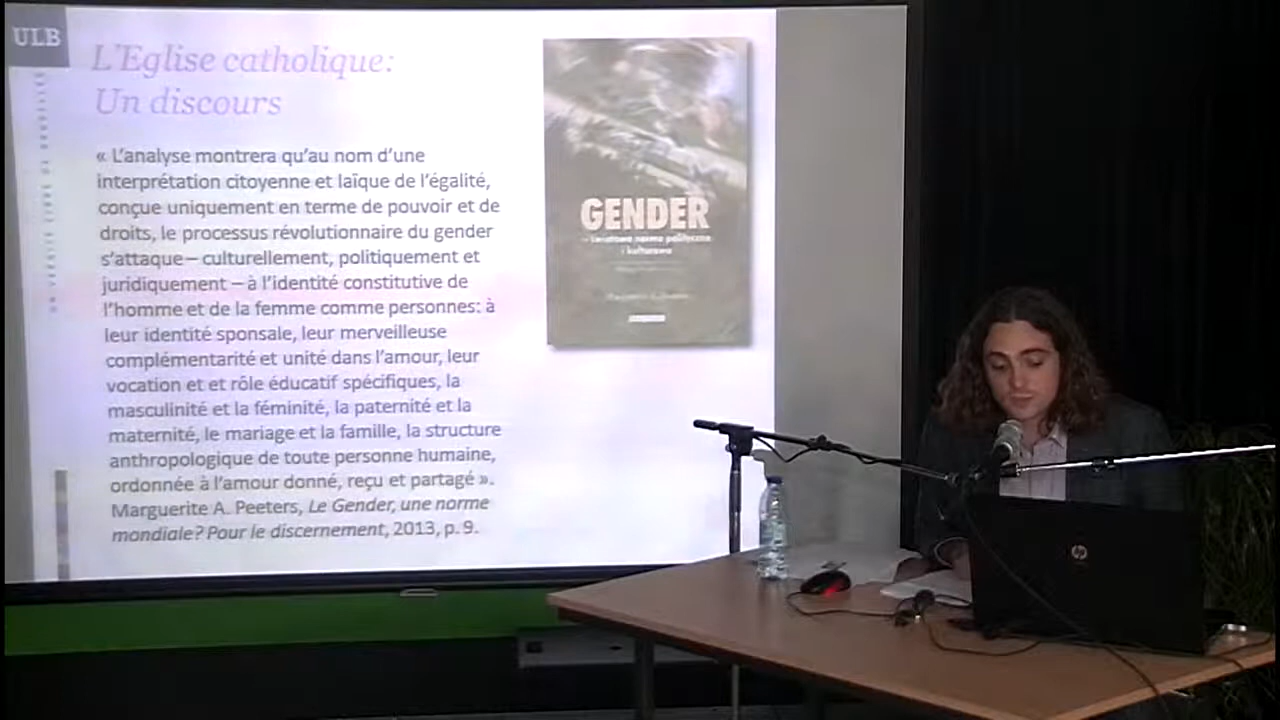 ULB
L'Eglise catholique:
Un discours
« L'analyse montrera qu'au nom d'une
interprétation citoyenne et laïque de l'égalité,
conçue uniquement en terme de pouvoir et de
droits, le processus révolutionnaire du gender
s'attaque – culturellement, politiquement et
juridiquement – à l'identité constitutive de
l'homme et de la femme comme personnes: à
leur identité sponsale, leur merveilleuse
complémentarité et unité dans l'amour, leur
vocation et et rôle éducatif spécifiques, la
masculinité et la féminité, la paternité et la
maternité, le mariage et la famille, la structure
anthropologique de toute personne humaine,
ordonnée à l'amour donné, reçu et partagé ».
Marguerite A. Peeters, Le Gender, une norme
mondiale? Pour le discernement, 2013, p. 9.
GENDER
norma polityczna
i kulturowa
hp